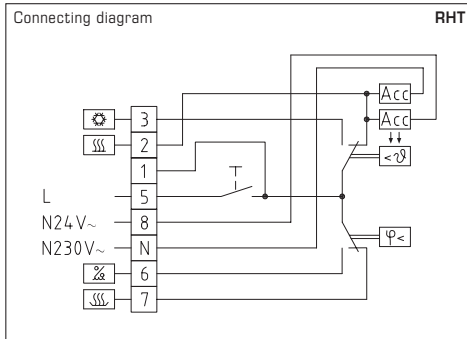 Connecting diagram RHT
Acc
3 Acc
2 <ϑ
1
L 5
N24V~ 8
N230V~ N φ<
% 6
7